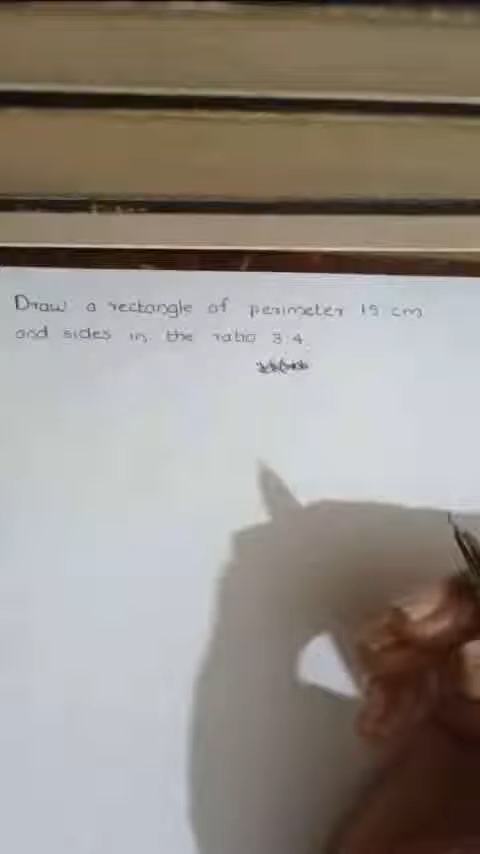 Draw a rectangle of perimeter 15 cm
and sides in the ratio 3:4